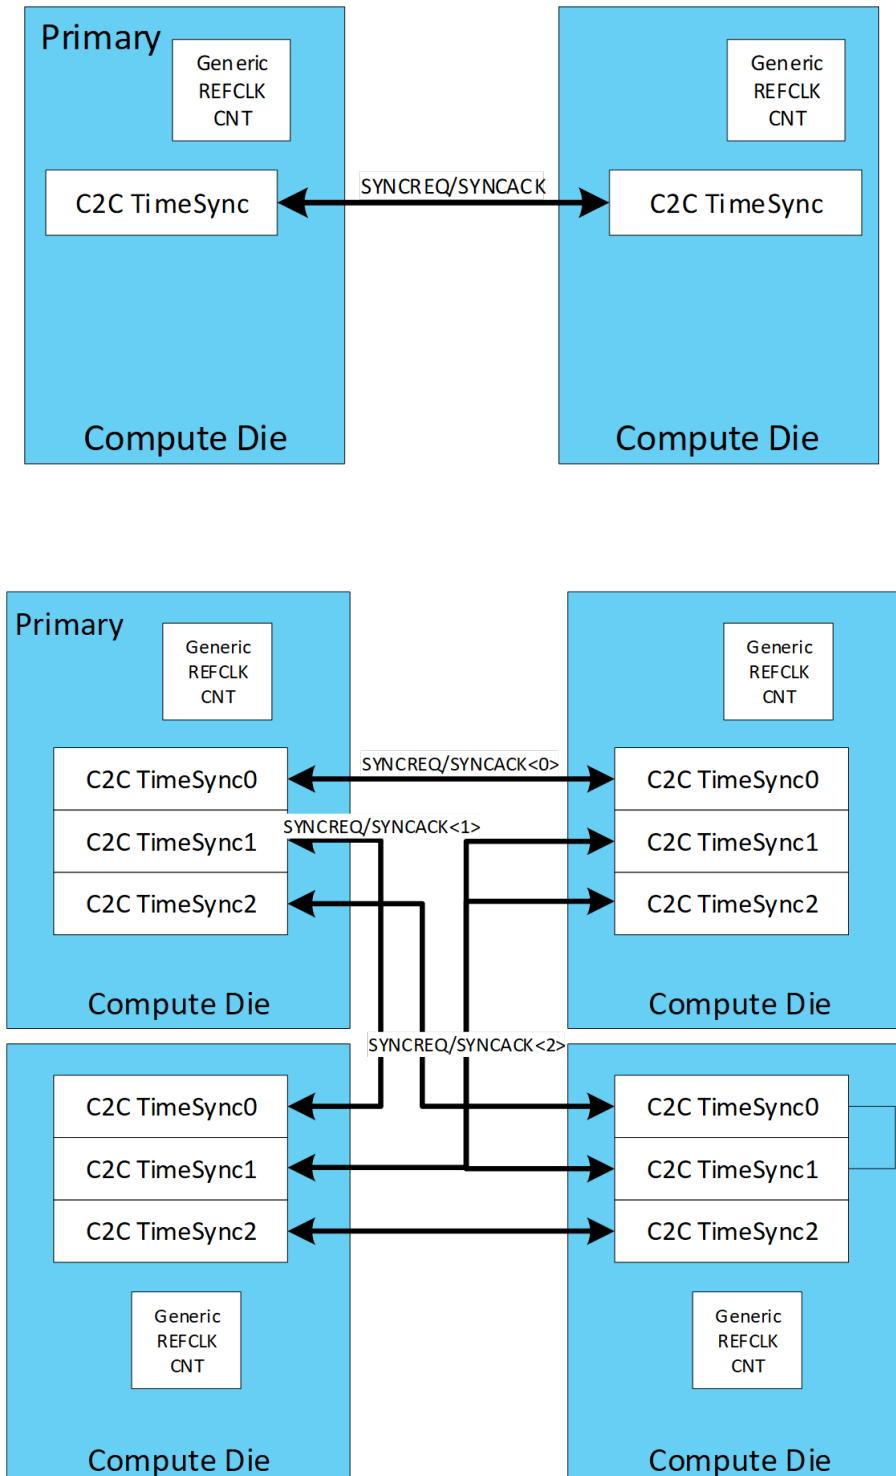 Primary
Generic
REFCLK
CNT
C2C TimeSync
Compute Die
SYNCREQ/SYNCACK
Generic
REFCLK
CNT
C2C TimeSync
Compute Die
Primary
Generic
REFCLK
CNT
C2C TimeSync0
C2C TimeSync1
C2C TimeSync2
Compute Die
SYNCREQ/SYNCACK<0>
SYNCREQ/SYNCACK<1>
SYNCREQ/SYNCACK<2>
Generic
REFCLK
CNT
C2C TimeSync0
C2C TimeSync1
C2C TimeSync2
Compute Die
C2C TimeSync0
C2C TimeSync1
C2C TimeSync2
Generic
REFCLK
CNT
Compute Die
C2C TimeSync0
C2C TimeSync1
C2C TimeSync2
Generic
REFCLK
CNT
Compute Die